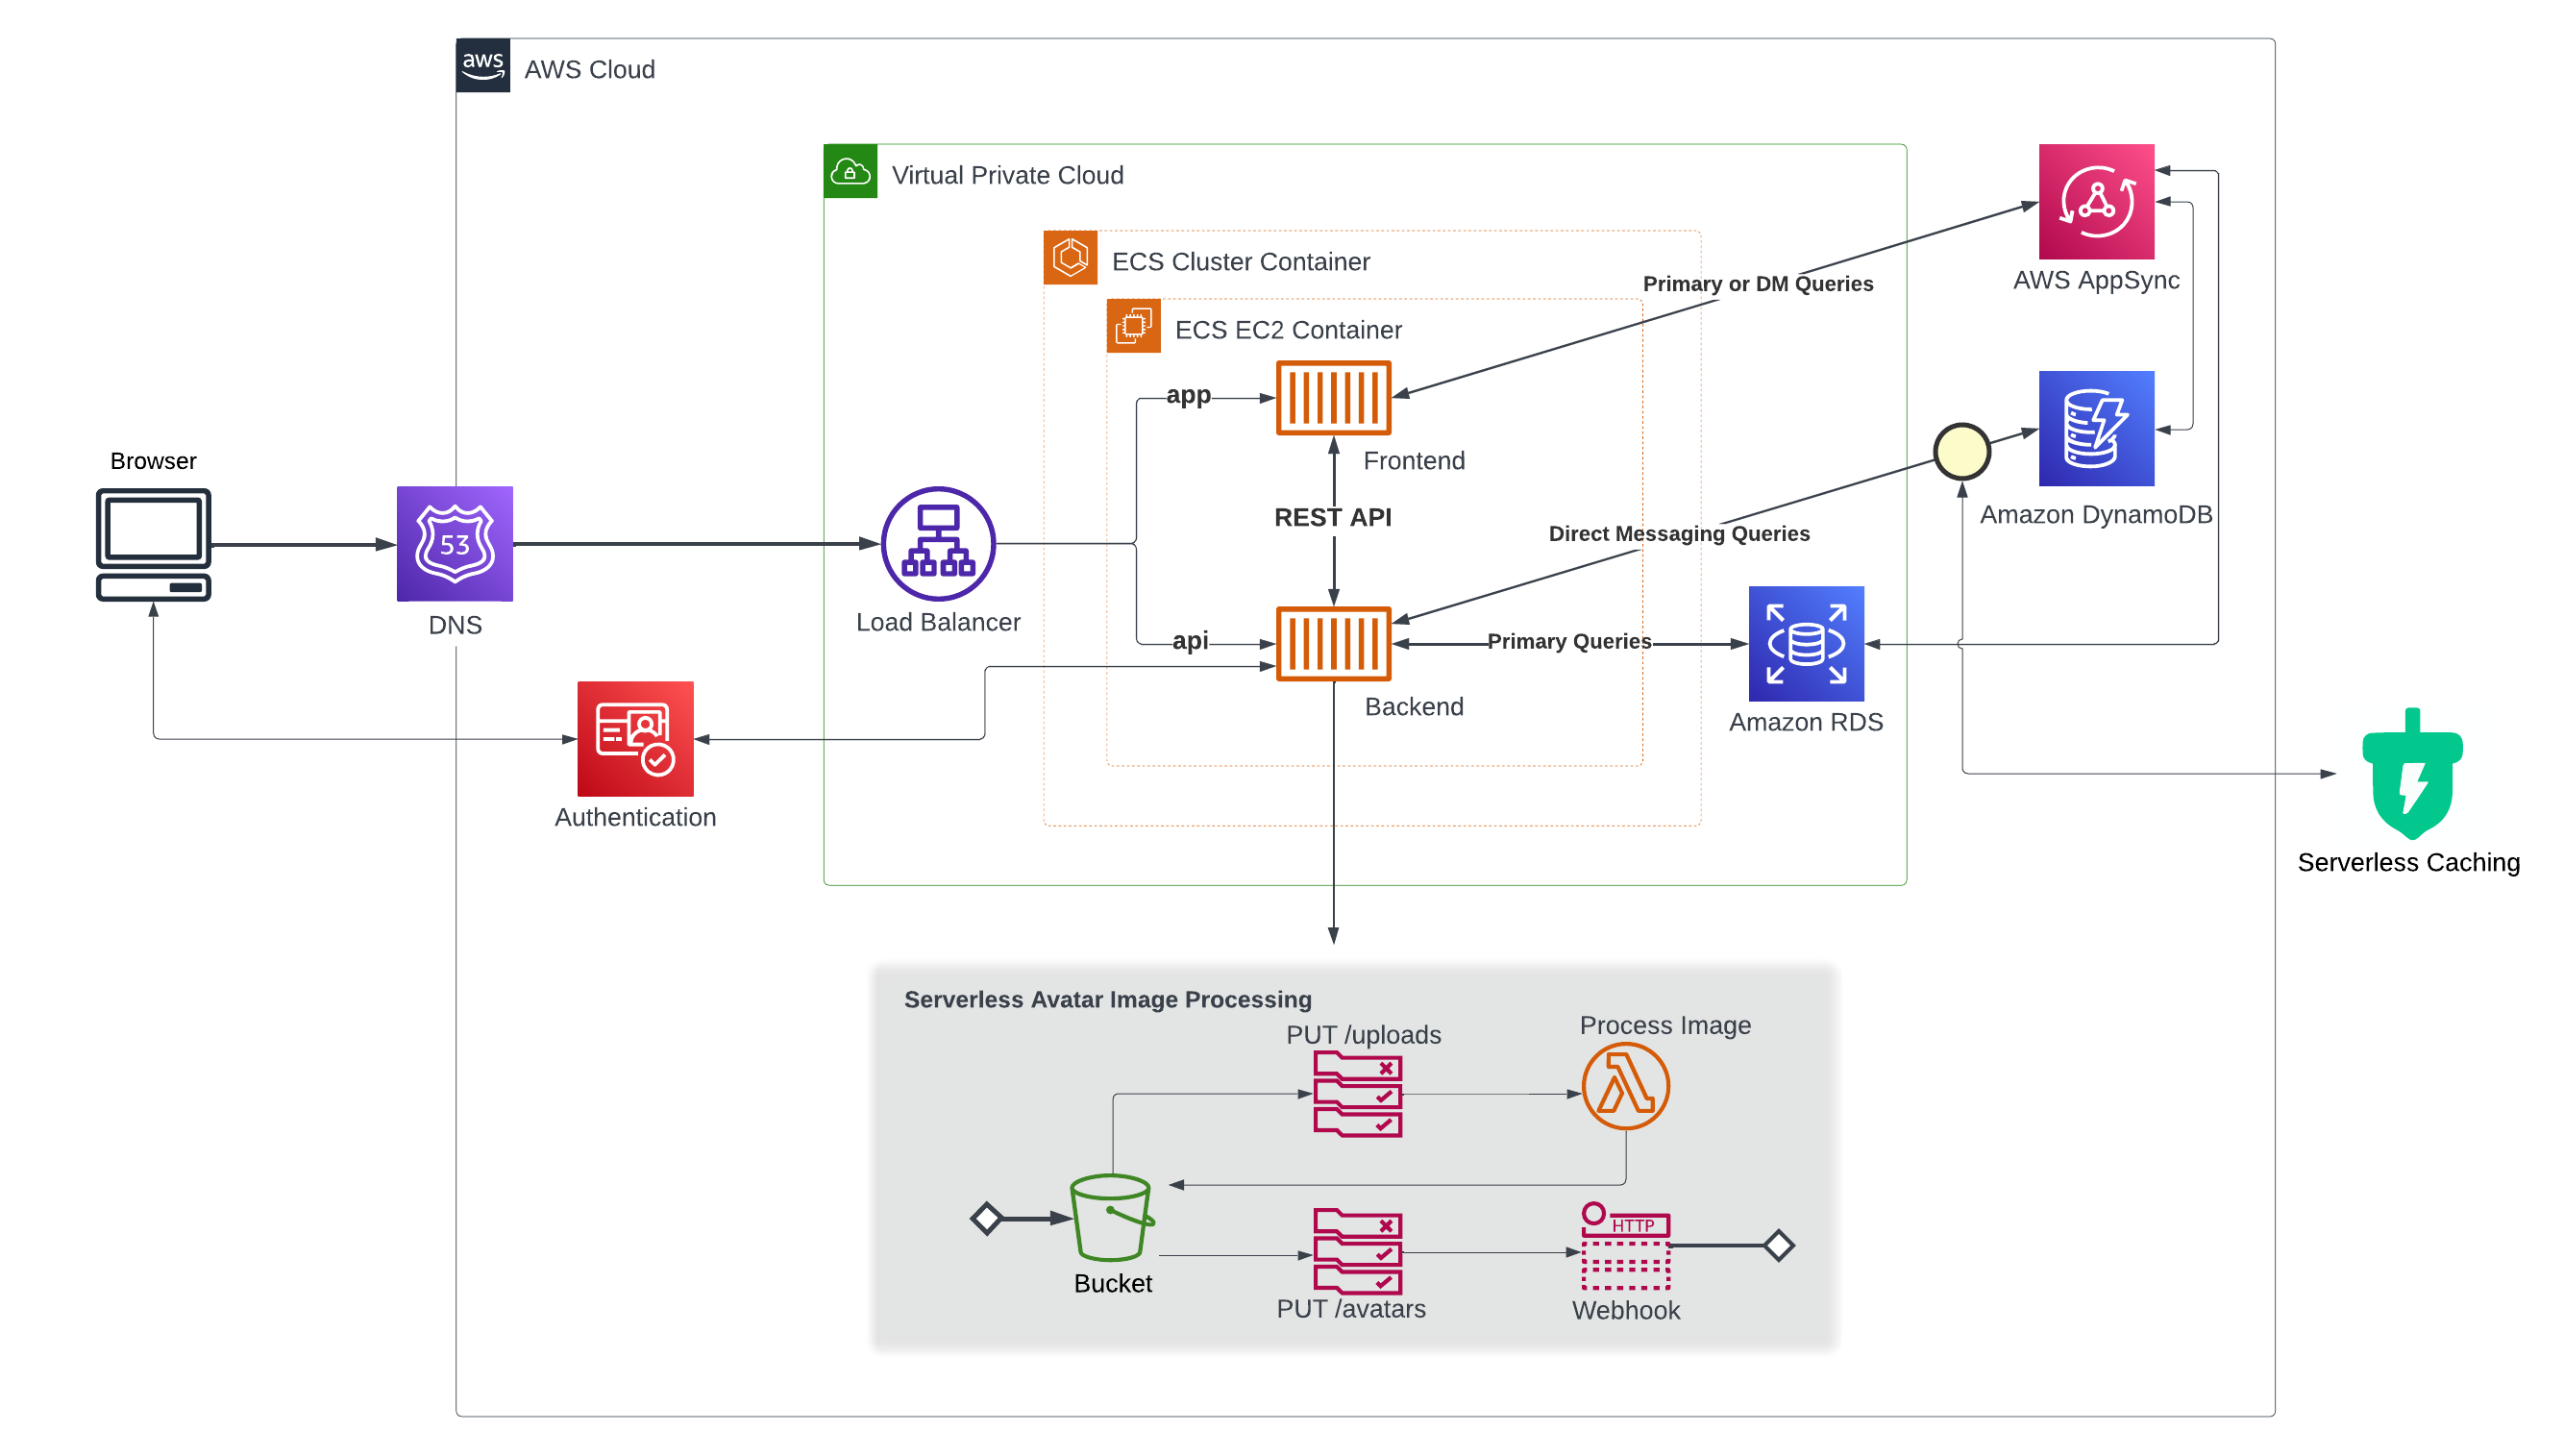 aws
AWS Cloud
Virtual Private Cloud
ECS Cluster Container
ECS EC2 Container
Primary or DM Queries
AWS AppSync
app
Frontend
Browser
REST API
Direct Messaging Queries
Amazon DynamoDB
53
DNS
Load Balancer
api
Primary Queries
Backend
Amazon RDS
Authentication
Serverless Caching
Serverless Avatar Image Processing
PUT /uploads
Process Image
HTTP
Bucket
PUT /avatars
Webhook